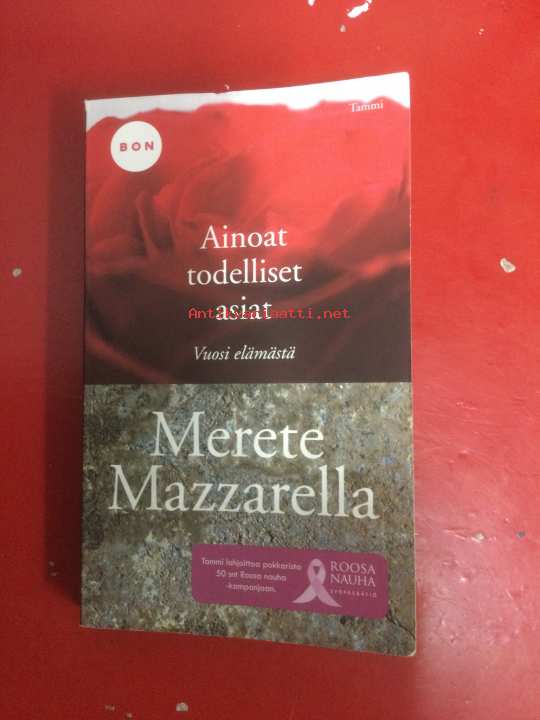 Tammi
BON
Ainoat
todelliset
asiat
Antikvariaatti.net
Vuosi elämästä
Merete
Mazzarella
Tammi lahjoittaa pokkarista
50 snt Roosa nauha
-kampanjaan.
ROOSA
NAUHA
SYÖPÄSÄÄTIÖ